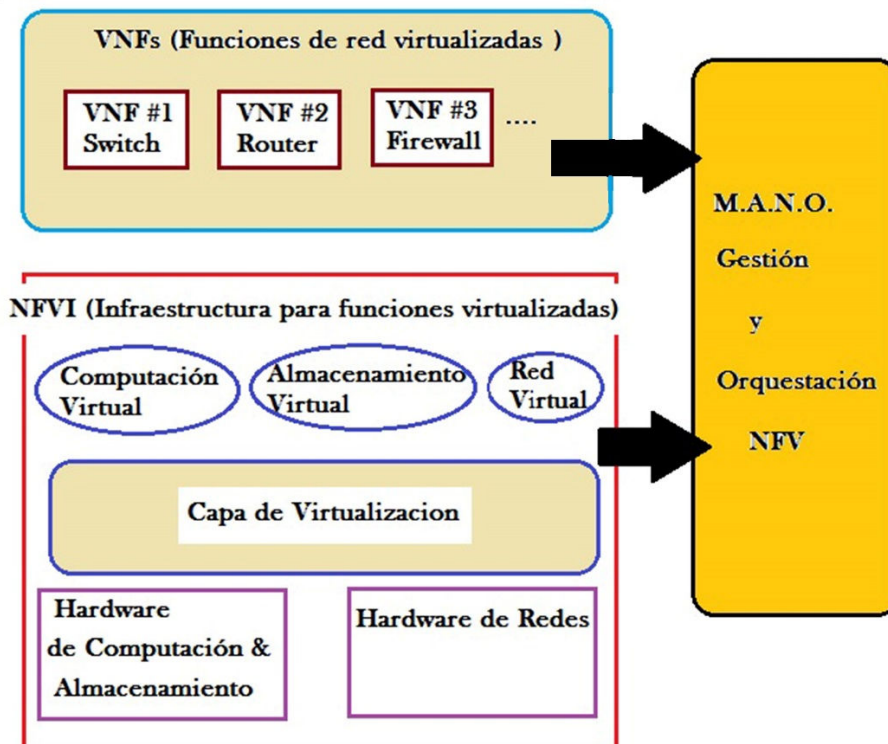 VNFs (Funciones de red virtualizadas )
VNF #1
Switch
VNF #2
Router
VNF #3
Firewall
....
NFVI (Infraestructura para funciones virtualizadas)
Computación
Virtual
Almacenamiento
Virtual
Red
Virtual
Capa de Virtualizacion
Hardware
de Computación &
Almacenamiento
Hardware de Redes
M.A.N.O.
Gestión
y
Orquestación
NFV